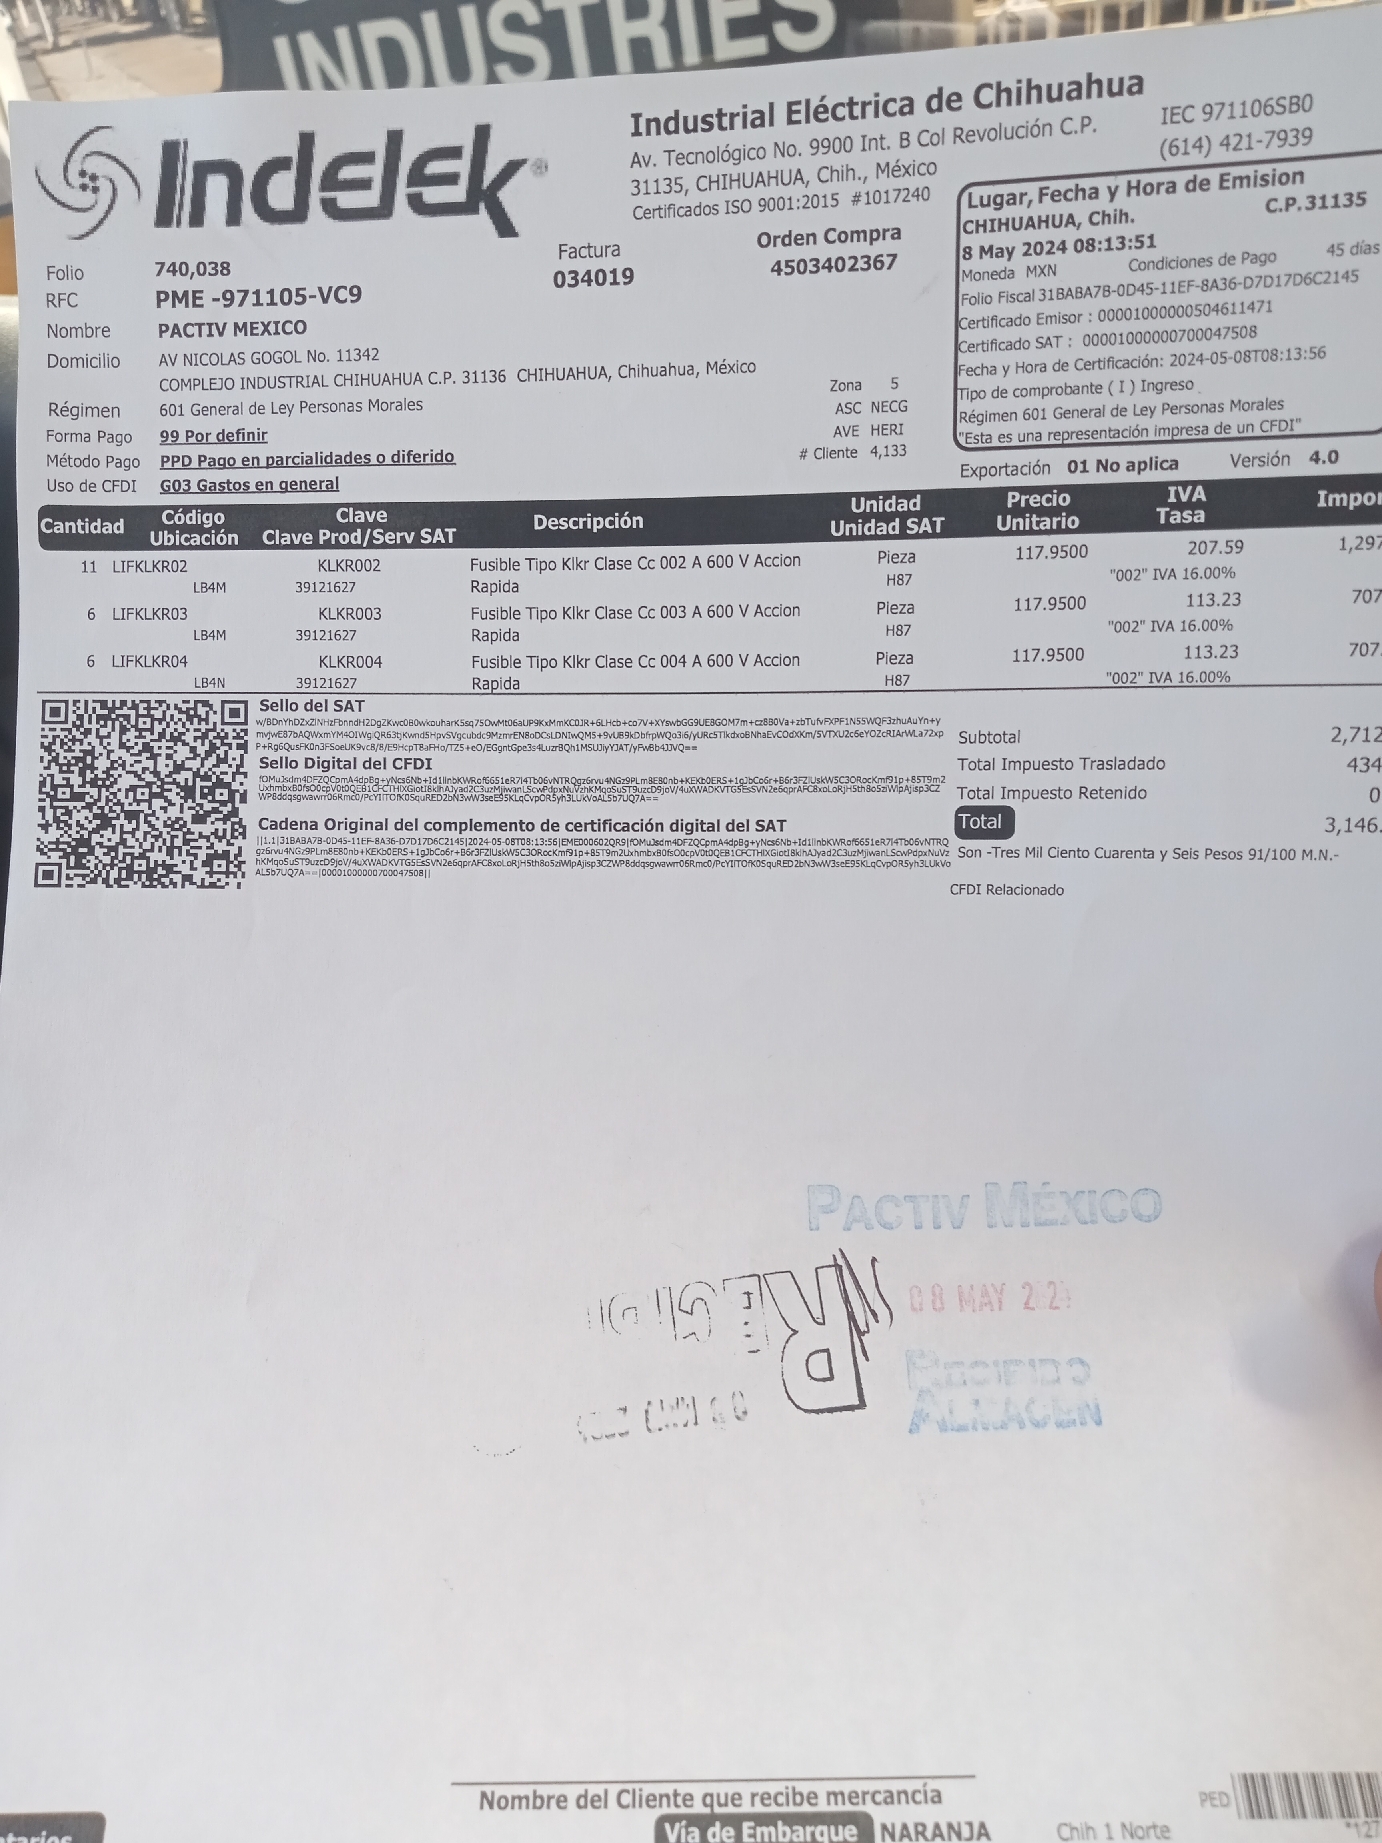 INDUSTRIES
Indelek
Industrial Eléctrica de Chihuahua
Av. Tecnológico No. 9900 Int. B Col Revolución C.P.
31135, CHIHUAHUA, Chih., México
Certificados ISO 9001:2015 #1017240
IEC 971106SB0
(614) 421-7939
Lugar, Fecha y Hora de Emision
CHIHUAHUA, Chih. C.P.31135
8 May 2024 08:13:51
Moneda MXN Condiciones de Pago 45 días
Folio Fiscal 31BABA7B-0D45-11EF-8A36-D7D17D6C2145
Certificado Emisor : 00001000000504611471
Certificado SAT : 00001000000700047508
Fecha y Hora de Certificación: 2024-05-08T08:13:56
Tipo de comprobante ( I ) Ingreso
Régimen 601 General de Ley Personas Morales
"Esta es una representación impresa de un CFDI"
Exportación 01 No aplica Versión 4.0
Factura
034019
Orden Compra
4503402367
Folio 740,038
RFC PME -971105-VC9
Nombre PACTIV MEXICO
Domicilio AV NICOLAS GOGOL No. 11342
COMPLEJO INDUSTRIAL CHIHUAHUA C.P. 31136 CHIHUAHUA, Chihuahua, México
Régimen 601 General de Ley Personas Morales
Forma Pago 99 Por definir
Método Pago PPD Pago en parcialidades o diferido
Uso de CFDI G03 Gastos en general
Zona 5
ASC NECG
AVE HERI
# Cliente 4,133
Cantidad Código Ubicación Clave Clave Prod/Serv SAT Descripción Unidad Unidad SAT Precio Unitario IVA Tasa Impor
11 LIFKLKR02 KLKR002 Fusible Tipo Klkr Clase Cc 002 A 600 V Accion Pieza 117.9500 207.59 1,297
LB4M 39121627 Rapida H87 "002" IVA 16.00%
6 LIFKLKR03 KLKR003 Fusible Tipo Klkr Clase Cc 003 A 600 V Accion Pieza 117.9500 113.23 707
LB4M 39121627 Rapida H87 "002" IVA 16.00%
6 LIFKLKR04 KLKR004 Fusible Tipo Klkr Clase Cc 004 A 600 V Accion Pieza 117.9500 113.23 707.
LB4N 39121627 Rapida H87 "002" IVA 16.00%
Sello del SAT
Sello Digital del CFDI
Cadena Original del complemento de certificación digital del SAT
Subtotal 2,712
Total Impuesto Trasladado 434
Total Impuesto Retenido 0
Total 3,146.
Son -Tres Mil Ciento Cuarenta y Seis Pesos 91/100 M.N.-
CFDI Relacionado
PACTIV MÉXICO
08 MAY
ALMACEN
Nombre del Cliente que recibe mercancía
Vía de Embarque NARANJA Chih 1 Norte
PED